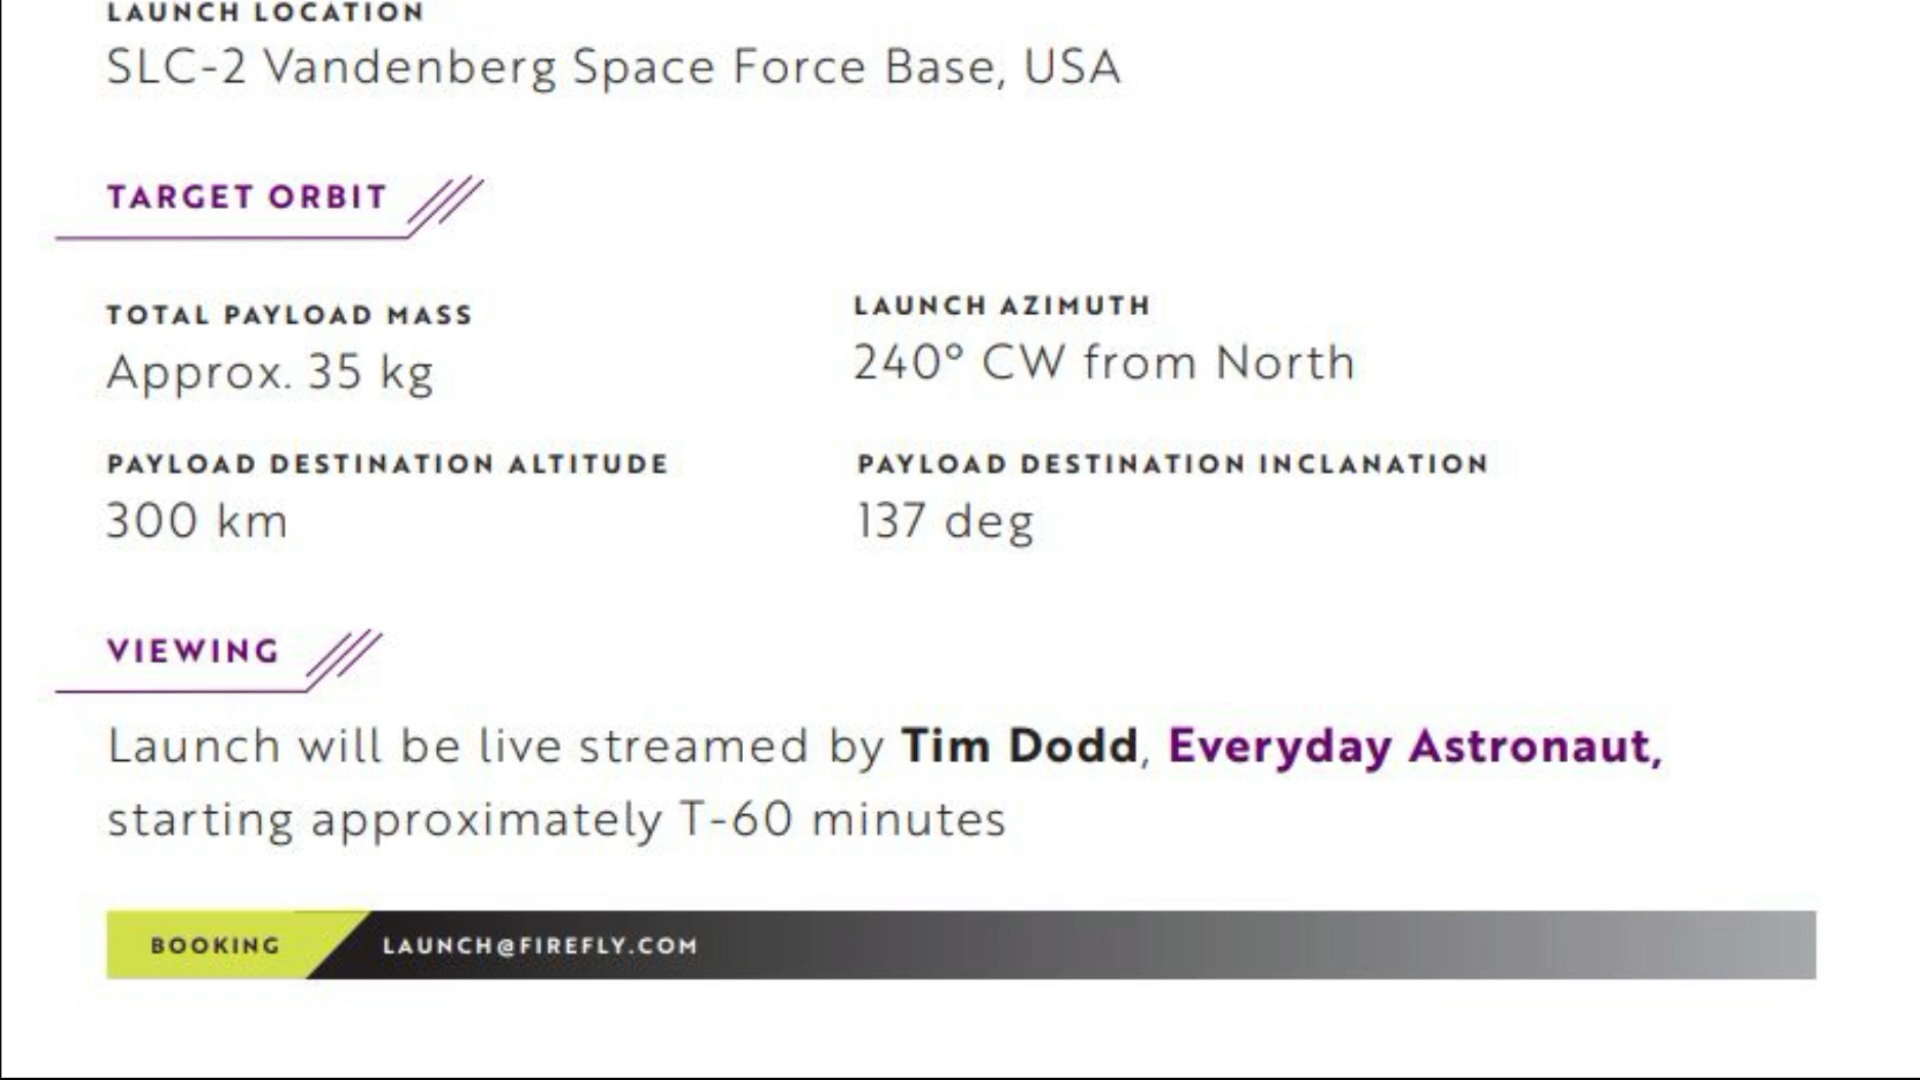 LAUNCH LOCATION
SLC-2 Vandenberg Space Force Base, USA
TARGET ORBIT
TOTAL PAYLOAD MASS
Approx. 35 kg
LAUNCH AZIMUTH
240° CW from North
PAYLOAD DESTINATION ALTITUDE
300 km
PAYLOAD DESTINATION INCLANATION
137 deg
VIEWING
Launch will be live streamed by Tim Dodd, Everyday Astronaut,
starting approximately T-60 minutes
BOOKING LAUNCH@FIREFLY.COM